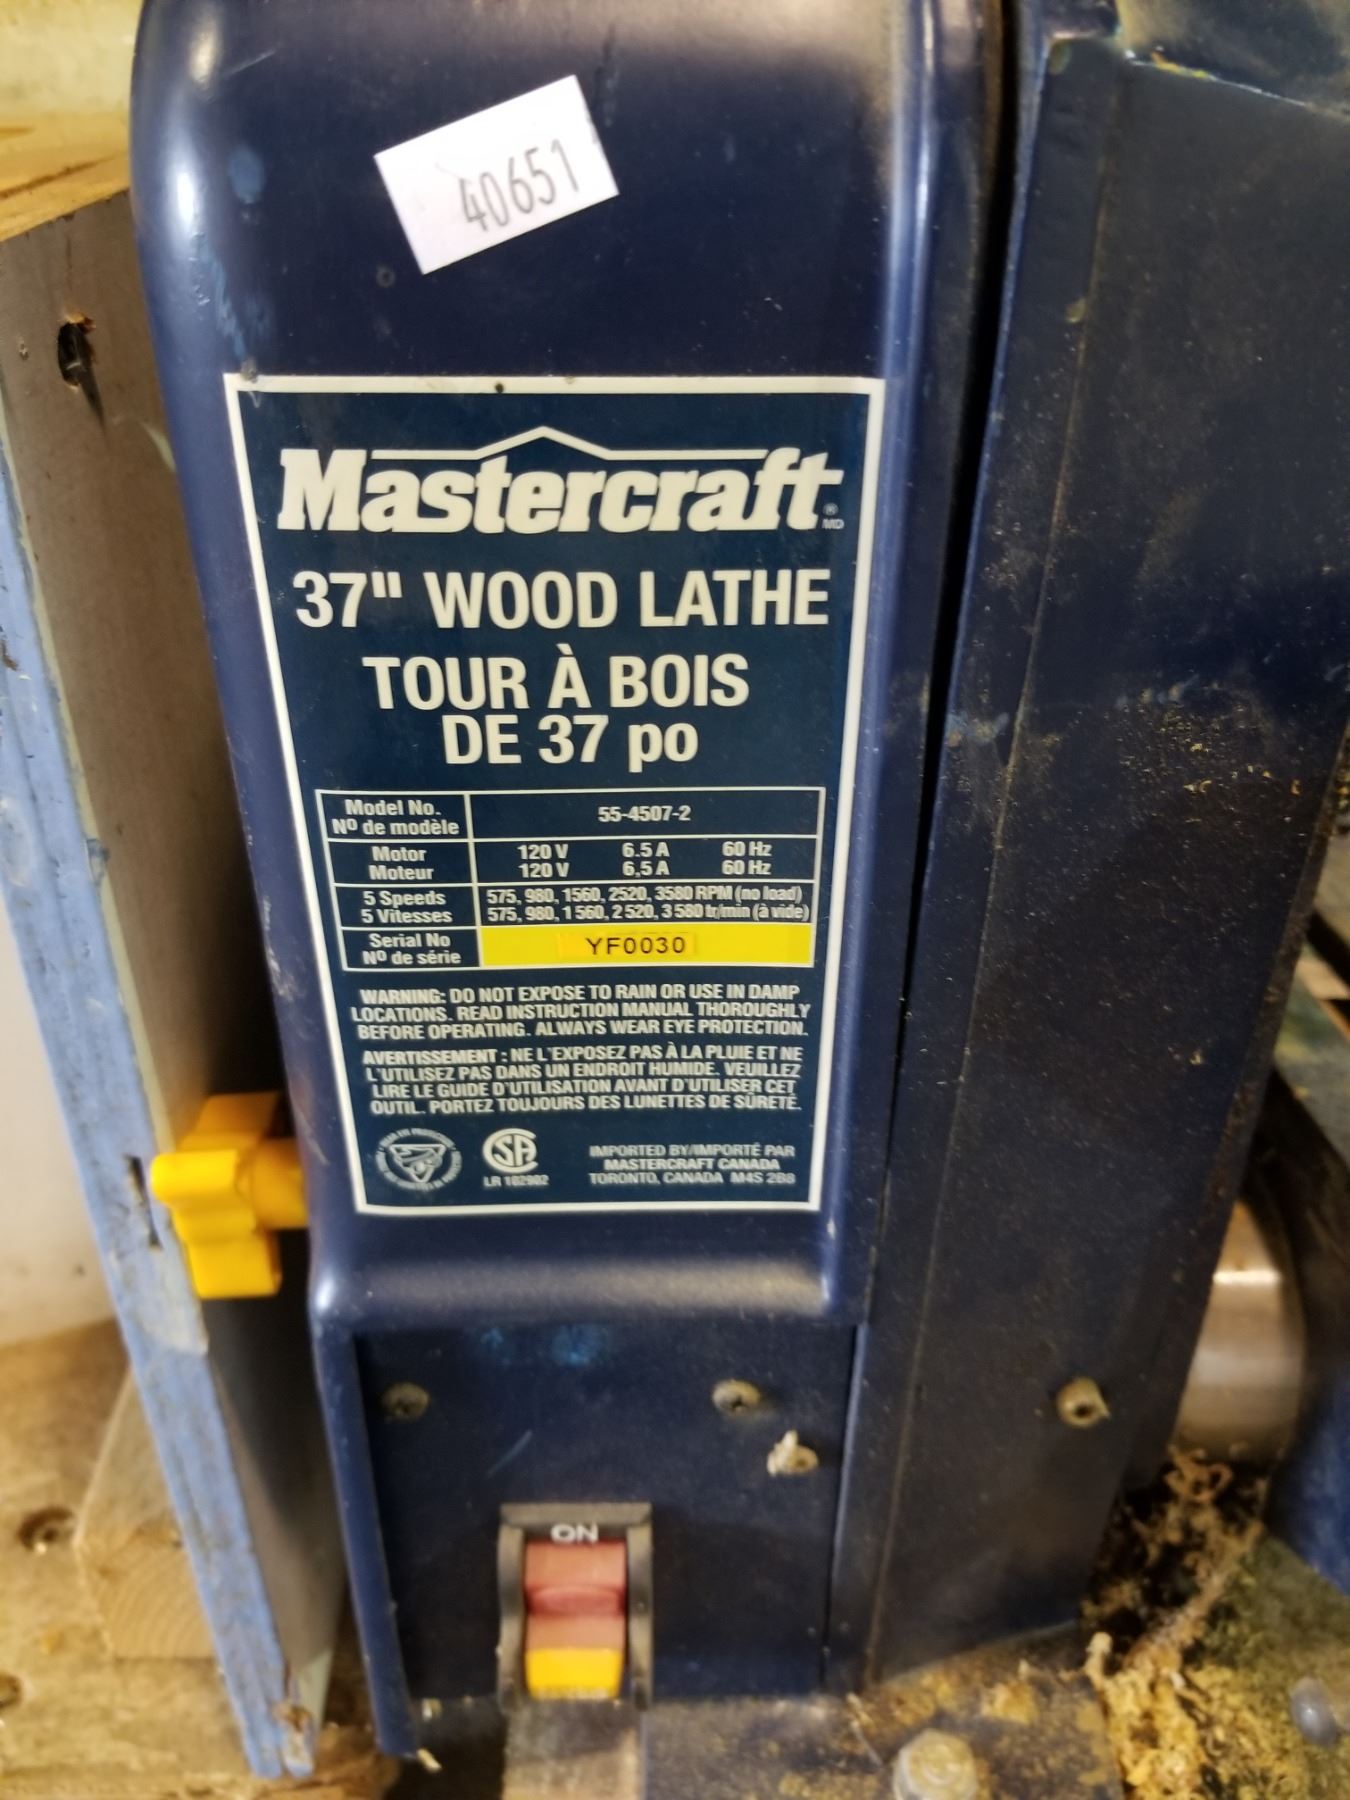 40651
Mastercraft ® MD
37" WOOD LATHE
TOUR À BOIS
DE 37 po
Model No.
Nº de modèle
55-4507-2
Motor 120 V 6.5 A 60 Hz
Moteur 120 V 6,5 A 60 Hz
5 Speeds 575, 980, 1560, 2520, 3580 RPM (no load)
5 Vitesses 575, 980, 1 560, 2 520, 3 580 tr/min (à vide)
Serial No
Nº de série
YF0030
WARNING: DO NOT EXPOSE TO RAIN OR USE IN DAMP
LOCATIONS. READ INSTRUCTION MANUAL THOROUGHLY
BEFORE OPERATING. ALWAYS WEAR EYE PROTECTION.
AVERTISSEMENT : NE L'EXPOSEZ PAS À LA PLUIE ET NE
L'UTILISEZ PAS DANS UN ENDROIT HUMIDE. VEUILLEZ
LIRE LE GUIDE D'UTILISATION AVANT D'UTILISER CET
OUTIL. PORTEZ TOUJOURS DES LUNETTES DE SÛRETÉ.
CSA
LR 102902
IMPORTED BY/IMPORTÉ PAR
MASTERCRAFT CANADA
TORONTO, CANADA M4S 2B8
ON